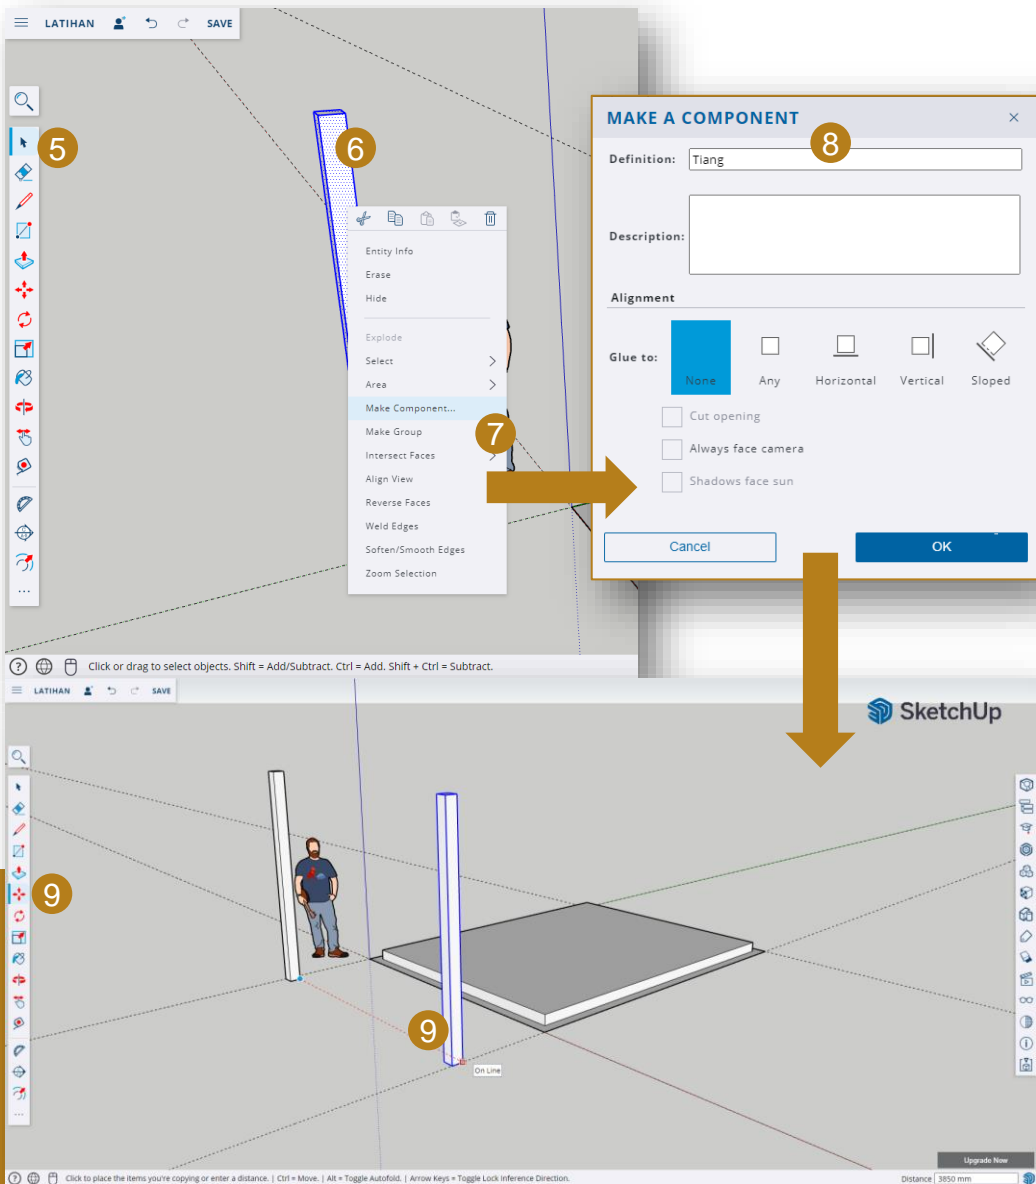 LATIHAN SAVE
5
6
Entity Info
Erase
Hide
Explode
Select
Area
Make Component...
Make Group
7
Intersect Faces
Align View
Reverse Faces
Weld Edges
Soften/Smooth Edges
Zoom Selection
Click or drag to select objects. Shift = Add/Subtract. Ctrl = Add. Shift + Ctrl = Subtract.
MAKE A COMPONENT
8
Definition: Tiang
Description:
Alignment
Glue to:
None Any Horizontal Vertical Sloped
Cut opening
Always face camera
Shadows face sun
Cancel OK
LATIHAN SAVE
SketchUp
9
9
On Line
Upgrade Now
Click to place the items you're copying or enter a distance. | Ctrl = Move. | Alt = Toggle Autofold. | Arrow Keys = Toggle Lock Inference Direction.
Distance 3850 mm